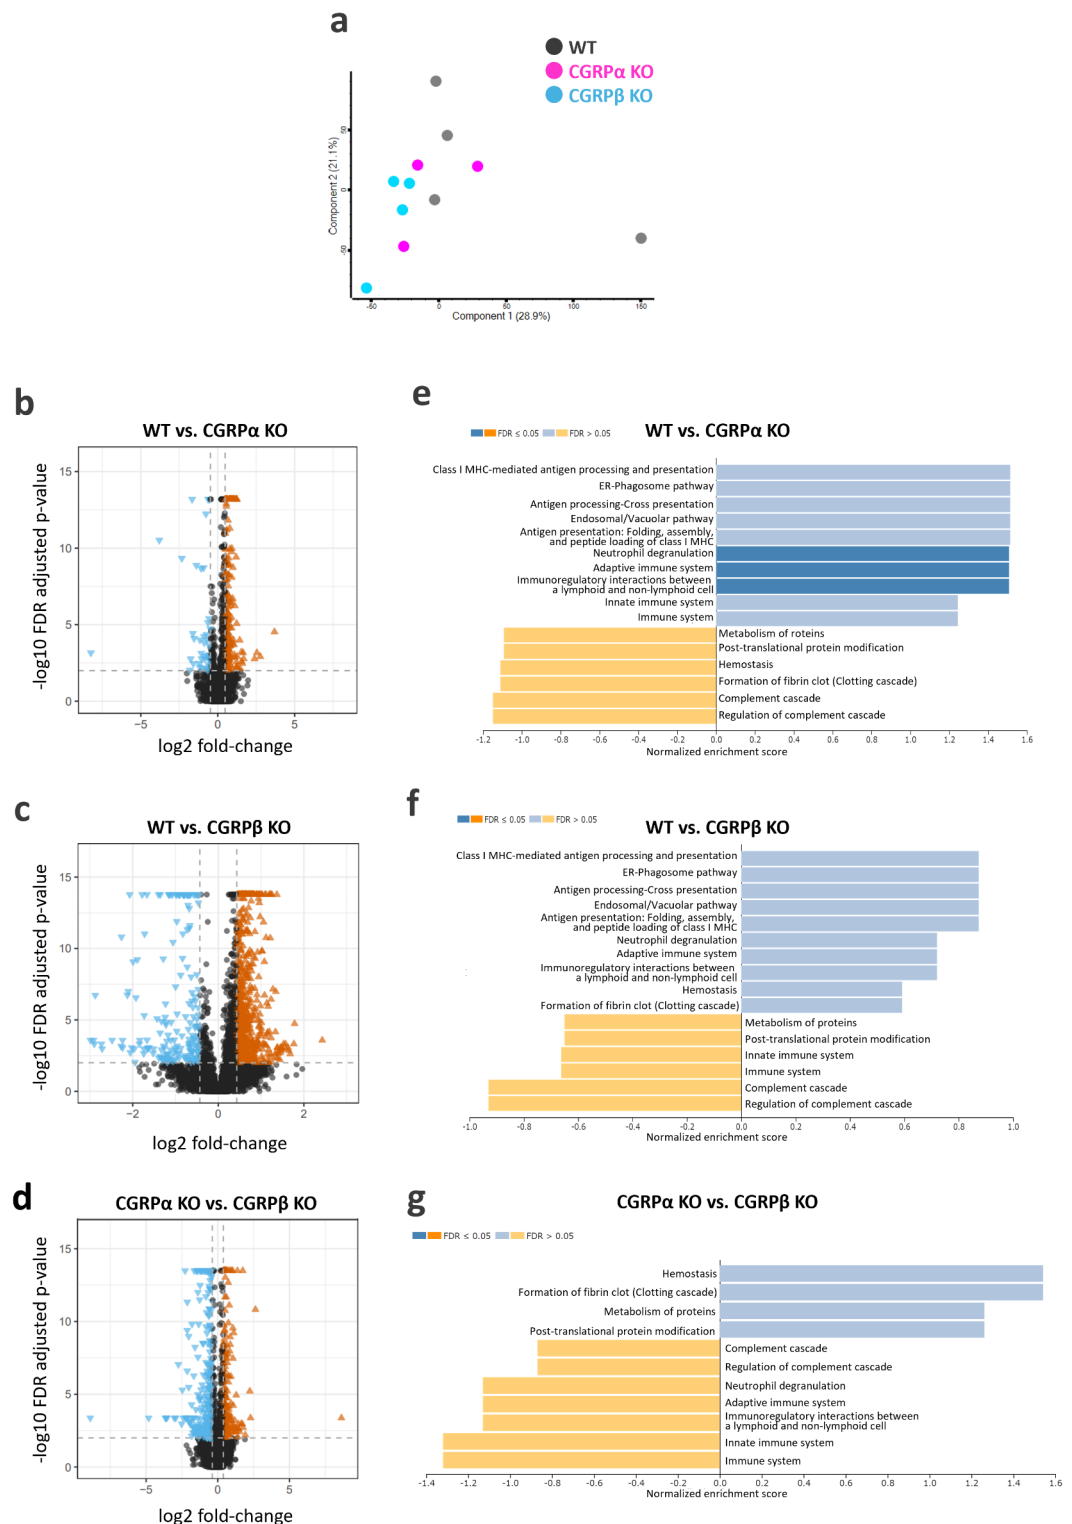 a
WT
CGRPα KO
CGRPβ KO
Component 2 (21.1%)
50
0
-50
-50
0
50
100
150
Component 1 (28.9%)
b
WT vs. CGRPα KO
-log10 FDR adjusted p-value
15
10
5
0
−5
0
5
log2 fold-change
e
FDR ≤ 0.05
FDR > 0.05
WT vs. CGRPα KO
Class I MHC-mediated antigen processing and presentation
ER-Phagosome pathway
Antigen processing-Cross presentation
Endosomal/Vacuolar pathway
Antigen presentation: Folding, assembly,
and peptide loading of class I MHC
Neutrophil degranulation
Adaptive immune system
Immunoregulatory interactions between
a lymphoid and non-lymphoid cell
Innate immune system
Immune system
Metabolism of roteins
Post-translational protein modification
Hemostasis
Formation of fibrin clot (Clotting cascade)
Complement cascade
Regulation of complement cascade
-1.2 -1.0 -0.8 -0.6 -0.4 -0.2 0.0 0.2 0.4 0.6 0.8 1.0 1.2 1.4 1.6
Normalized enrichment score
c
WT vs. CGRPβ KO
-log10 FDR adjusted p-value
15
10
5
0
−2
0
2
log2 fold-change
f
FDR ≤ 0.05
FDR > 0.05
WT vs. CGRPβ KO
Class I MHC-mediated antigen processing and presentation
ER-Phagosome pathway
Antigen processing-Cross presentation
Endosomal/Vacuolar pathway
Antigen presentation: Folding, assembly,
and peptide loading of class I MHC
Neutrophil degranulation
Adaptive immune system
Immunoregulatory interactions between
a lymphoid and non-lymphoid cell
Hemostasis
Formation of fibrin clot (Clotting cascade)
Metabolism of proteins
Post-translational protein modification
Innate immune system
Immune system
Complement cascade
Regulation of complement cascade
-1.0 -0.8 -0.6 -0.4 -0.2 0.0 0.2 0.4 0.6 0.8 1.0
Normalized enrichment score
d
CGRPα KO vs. CGRPβ KO
-log10 FDR adjusted p-value
15
10
5
0
−5
0
5
log2 fold-change
g
CGRPα KO vs. CGRPβ KO
FDR ≤ 0.05
FDR > 0.05
Hemostasis
Formation of fibrin clot (Clotting cascade)
Metabolism of proteins
Post-translational protein modification
Complement cascade
Regulation of complement cascade
Neutrophil degranulation
Adaptive immune system
Immunoregulatory interactions between
a lymphoid and non-lymphoid cell
Innate immune system
Immune system
-1.4 -1.2 -1.0 -0.8 -0.6 -0.4 -0.2 0.0 0.2 0.4 0.6 0.8 1.0 1.2 1.4 1.6
Normalized enrichment score